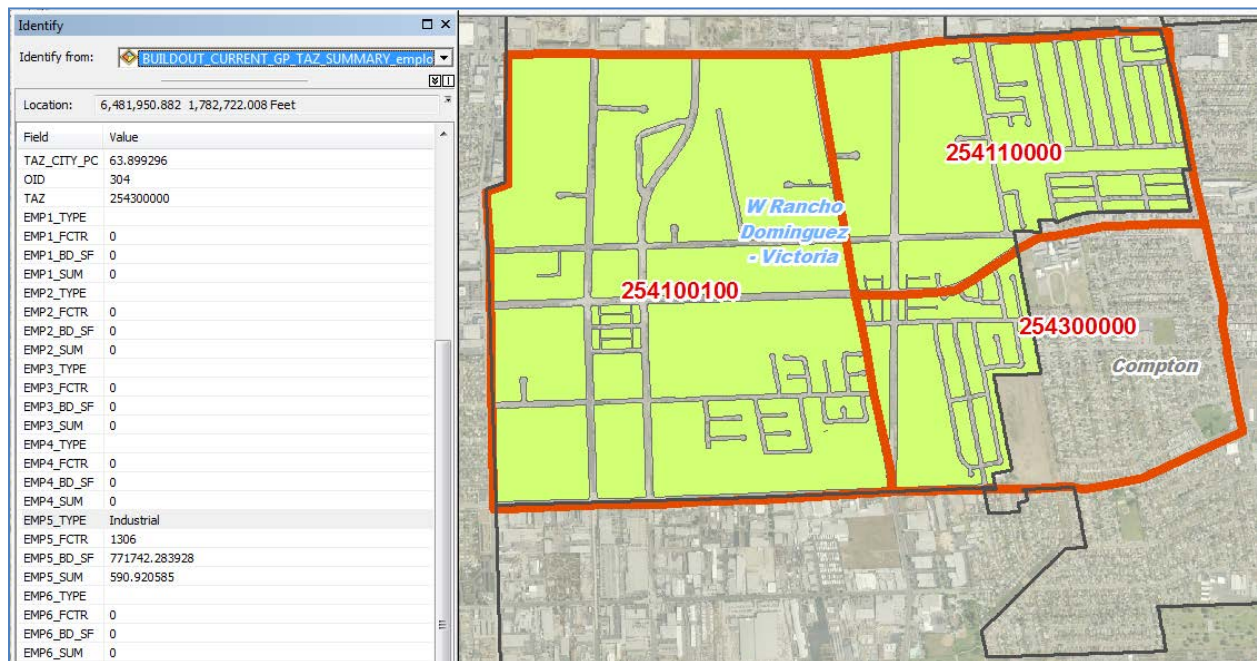 Identify
Identify from: BUILDOUT_CURRENT_GP_TAZ_SUMMARY_emplo
Location: 6,481,950.882 1,782,722.008 Feet
Field Value
TAZ_CITY_PC 63.899296
OID 304
TAZ 254300000
EMP1_TYPE
EMP1_FCTR 0
EMP1_BD_SF 0
EMP1_SUM 0
EMP2_TYPE
EMP2_FCTR 0
EMP2_BD_SF 0
EMP2_SUM 0
EMP3_TYPE
EMP3_FCTR 0
EMP3_BD_SF 0
EMP3_SUM 0
EMP4_TYPE
EMP4_FCTR 0
EMP4_BD_SF 0
EMP4_SUM 0
EMP5_TYPE Industrial
EMP5_FCTR 1306
EMP5_BD_SF 771742.283928
EMP5_SUM 590.920585
EMP6_TYPE
EMP6_FCTR 0
EMP6_BD_SF 0
EMP6_SUM 0
254110000
W Rancho
Dominguez
- Victoria
254100100
254300000
Compton